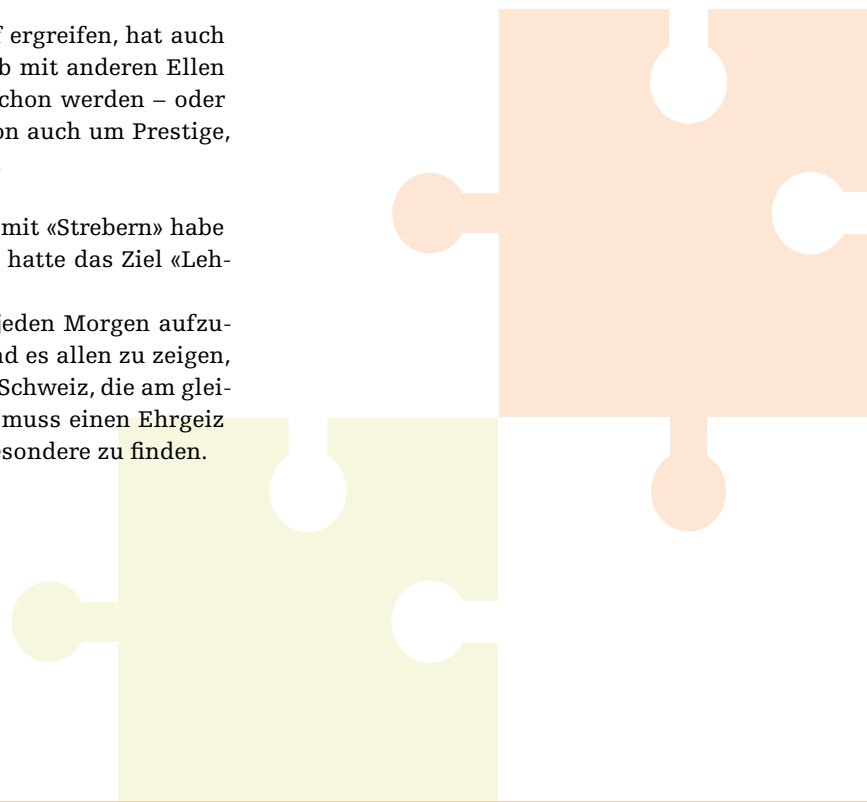 ergreifen, hat auch
b mit anderen Ellen
chon werden – oder
on auch um Prestige,
mit «Strebern» habe
hatte das Ziel «Leh-
jeden Morgen aufzu-
nd es allen zu zeigen,
Schweiz, die am glei-
muss einen Ehrgeiz
esondere zu finden.